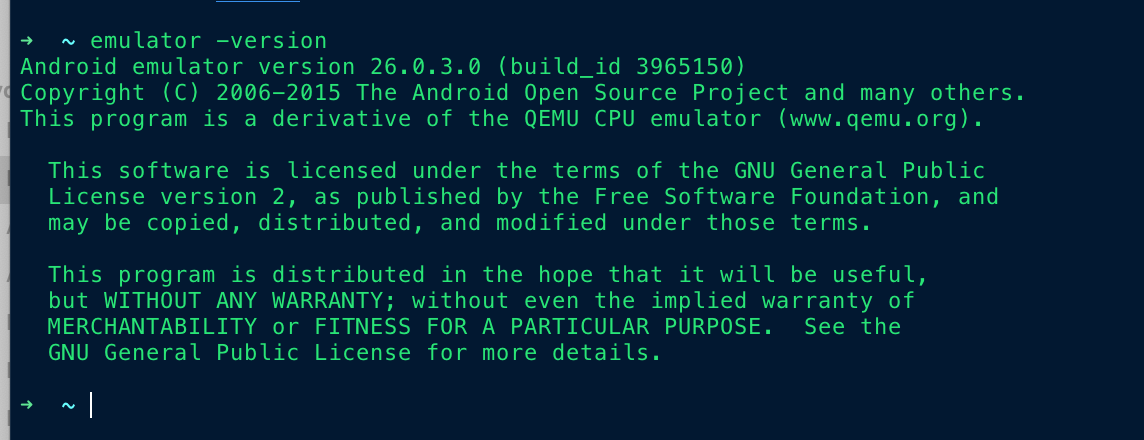 ➜  ~ emulator -version
Android emulator version 26.0.3.0 (build_id 3965150)
Copyright (C) 2006-2015 The Android Open Source Project and many others.
This program is a derivative of the QEMU CPU emulator (www.qemu.org).

  This software is licensed under the terms of the GNU General Public
  License version 2, as published by the Free Software Foundation, and
  may be copied, distributed, and modified under those terms.

  This program is distributed in the hope that it will be useful,
  but WITHOUT ANY WARRANTY; without even the implied warranty of
  MERCHANTABILITY or FITNESS FOR A PARTICULAR PURPOSE.  See the
  GNU General Public License for more details.

➜  ~